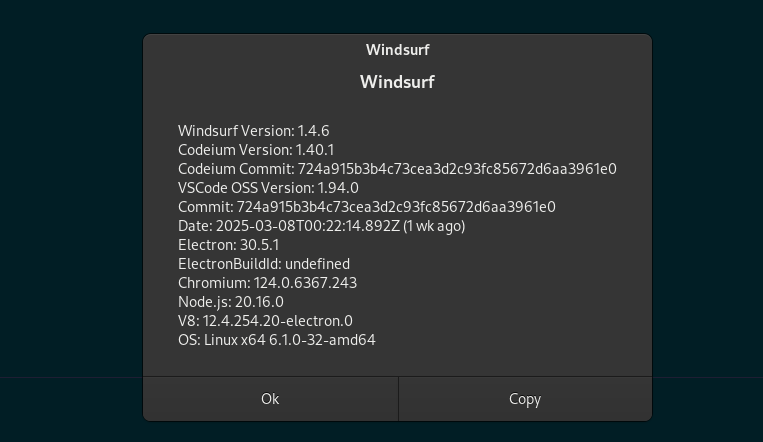 Windsurf
Windsurf
Windsurf Version: 1.4.6
Codeium Version: 1.40.1
Codeium Commit: 724a915b3b4c73cea3d2c93fc85672d6aa3961e0
VSCode OSS Version: 1.94.0
Commit: 724a915b3b4c73cea3d2c93fc85672d6aa3961e0
Date: 2025-03-08T00:22:14.892Z (1 wk ago)
Electron: 30.5.1
ElectronBuildId: undefined
Chromium: 124.0.6367.243
Node.js: 20.16.0
V8: 12.4.254.20-electron.0
OS: Linux x64 6.1.0-32-amd64
Ok
Copy